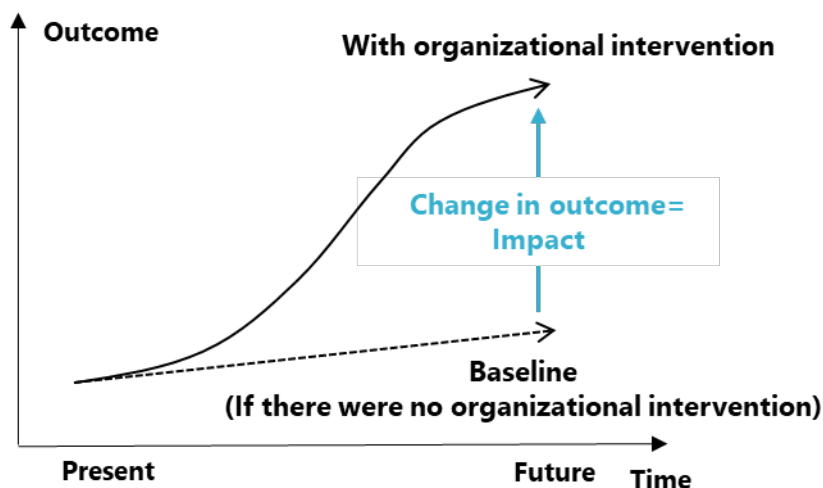 Outcome
With organizational intervention
Change in outcome=
Impact
Baseline
(If there were no organizational intervention)
Present
Future
Time